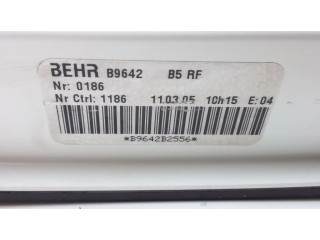 BEHR B9642 B5 RF
Nr: 0186
Nr Ctrl: 1186 11.03.05 10h15 E: 04
*B9642B2556*